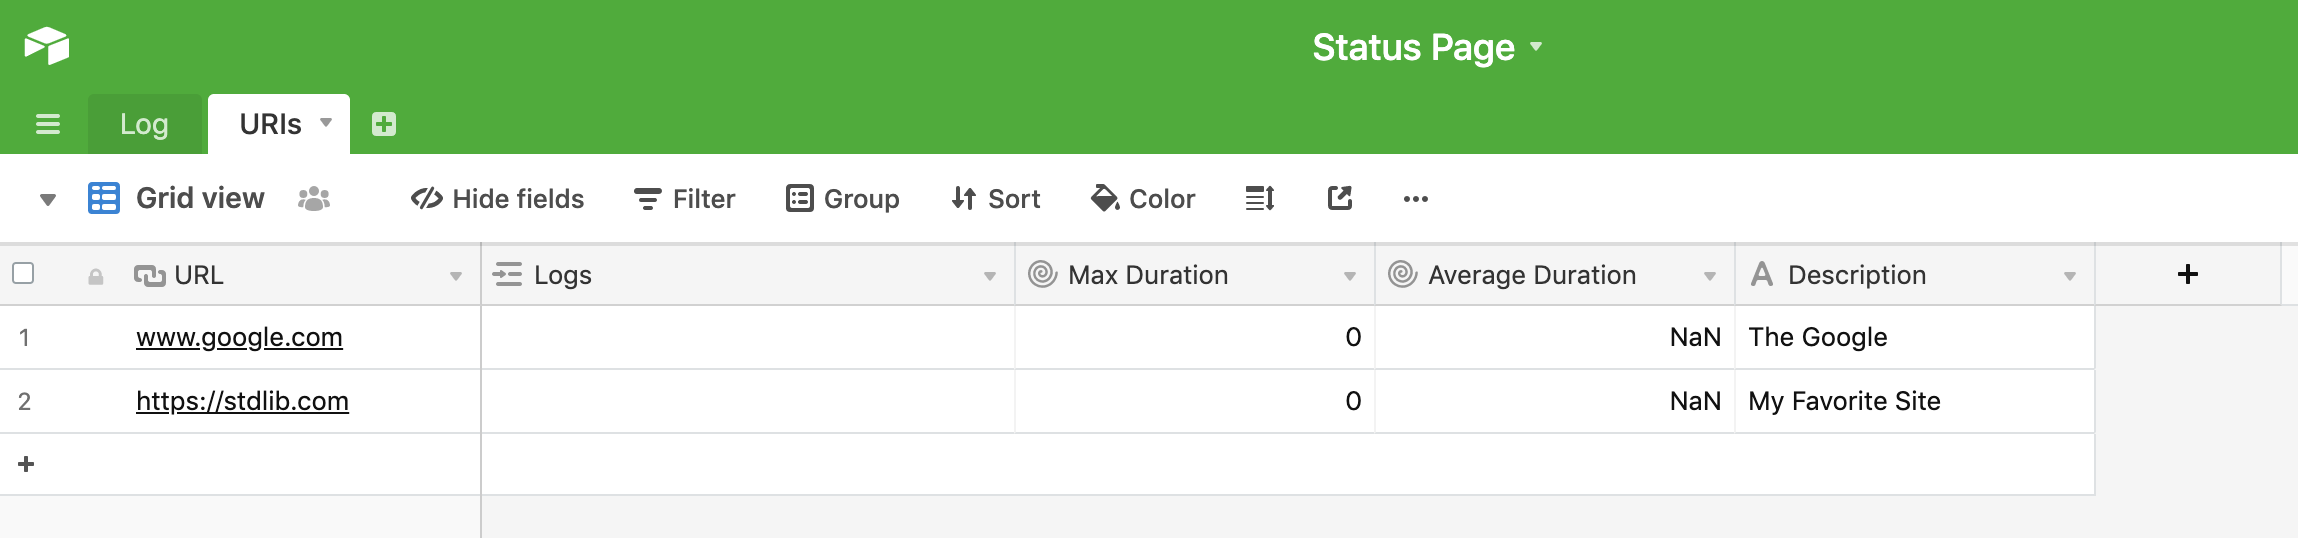 Status Page
Log URIs
Grid view Hide fields Filter Group Sort Color
URL Logs Max Duration Average Duration Description
1 www.google.com 0 NaN The Google
2 https://stdlib.com 0 NaN My Favorite Site